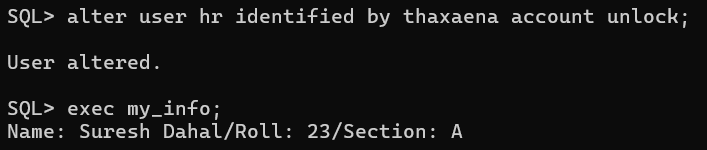 SQL> alter user hr identified by thaxaena account unlock;
User altered.
SQL> exec my_info;
Name: Suresh Dahal/Roll: 23/Section: A